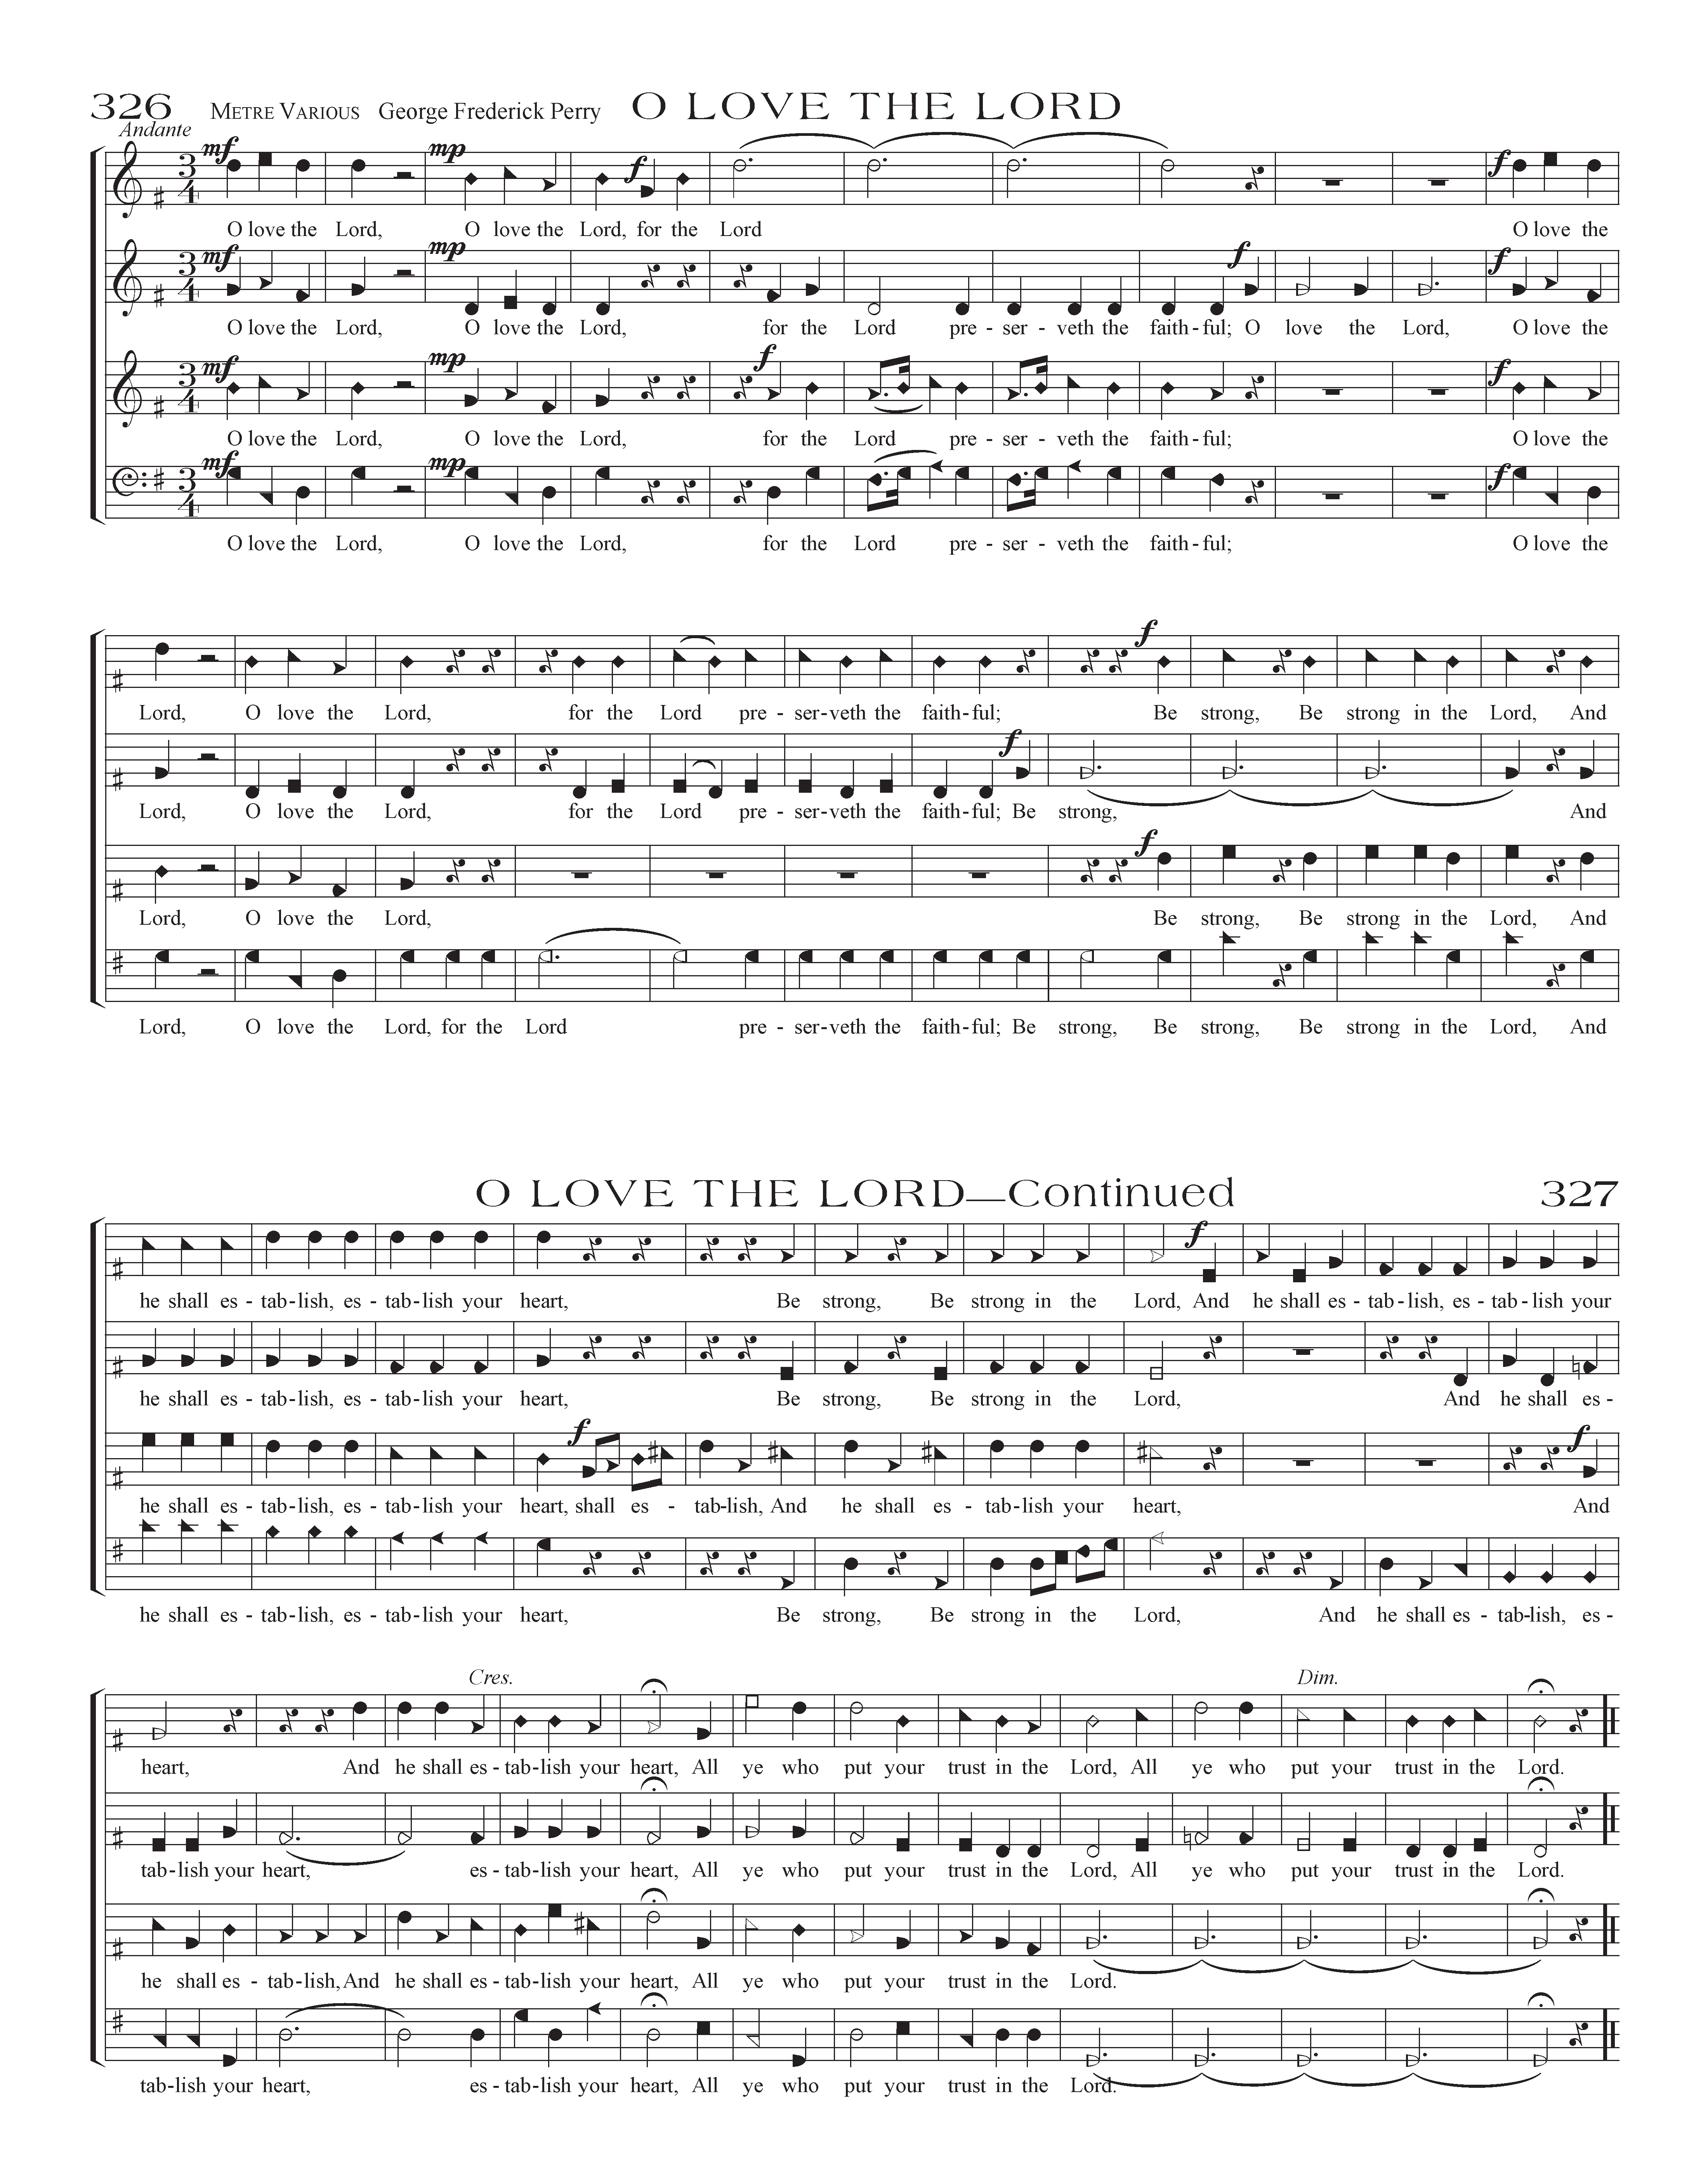 326 METRE VARIOUS George Frederick Perry O LOVE THE LORD
Andante
mf mp f f
3 4
O love the Lord, O love the Lord, for the Lord O love the
mf mp f f
3 4
O love the Lord, O love the Lord, for the Lord pre - ser - veth the faith - ful; O love the Lord, O love the
mf mp f f
3 4
O love the Lord, O love the Lord, for the Lord pre - ser - veth the faith - ful; O love the
mf mp f
3 4
O love the Lord, O love the Lord, for the Lord pre - ser - veth the faith - ful; O love the
f
Lord, O love the Lord, for the Lord pre - ser - veth the faith - ful; Be strong, Be strong in the Lord, And
f
Lord, O love the Lord, for the Lord pre - ser - veth the faith - ful; Be strong, And
f
Lord, O love the Lord, Be strong, Be strong in the Lord, And
Lord, O love the Lord, for the Lord pre - ser - veth the faith - ful; Be strong, Be strong, Be strong in the Lord, And
O LOVE THE LORD—Continued 327
f
he shall es - tab - lish, es - tab - lish your heart, Be strong, Be strong in the Lord, And he shall es - tab - lish, es - tab - lish your
he shall es - tab - lish, es - tab - lish your heart, Be strong, Be strong in the Lord, And he shall es -
f f
he shall es - tab - lish, es - tab - lish your heart, shall es - tab - lish, And he shall es - tab - lish your heart, And
he shall es - tab - lish, es - tab - lish your heart, Be strong, Be strong in the Lord, And he shall es - tab - lish, es -
Cres. Dim.
heart, And he shall es - tab - lish your heart, All ye who put your trust in the Lord, All ye who put your trust in the Lord.
tab - lish your heart, es - tab - lish your heart, All ye who put your trust in the Lord, All ye who put your trust in the Lord.
he shall es - tab - lish, And he shall es - tab - lish your heart, All ye who put your trust in the Lord.
tab - lish your heart, es - tab - lish your heart, All ye who put your trust in the Lord.